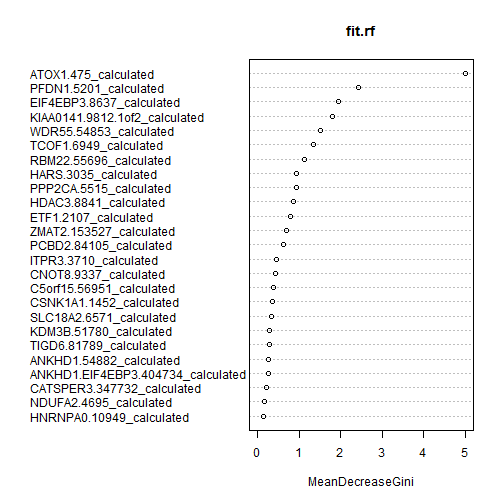 fit.rf
ATOX1.475_calculated
PFDN1.5201_calculated
EIF4EBP3.8637_calculated
KIAA0141.9812.1of2_calculated
WDR55.54853_calculated
TCOF1.6949_calculated
RBM22.55696_calculated
HARS.3035_calculated
PPP2CA.5515_calculated
HDAC3.8841_calculated
ETF1.2107_calculated
ZMAT2.153527_calculated
PCBD2.84105_calculated
ITPR3.3710_calculated
CNOT8.9337_calculated
C5orf15.56951_calculated
CSNK1A1.1452_calculated
SLC18A2.6571_calculated
KDM3B.51780_calculated
TIGD6.81789_calculated
ANKHD1.54882_calculated
ANKHD1.EIF4EBP3.404734_calculated
CATSPER3.347732_calculated
NDUFA2.4695_calculated
HNRNPA0.10949_calculated
0 1 2 3 4 5
MeanDecreaseGini